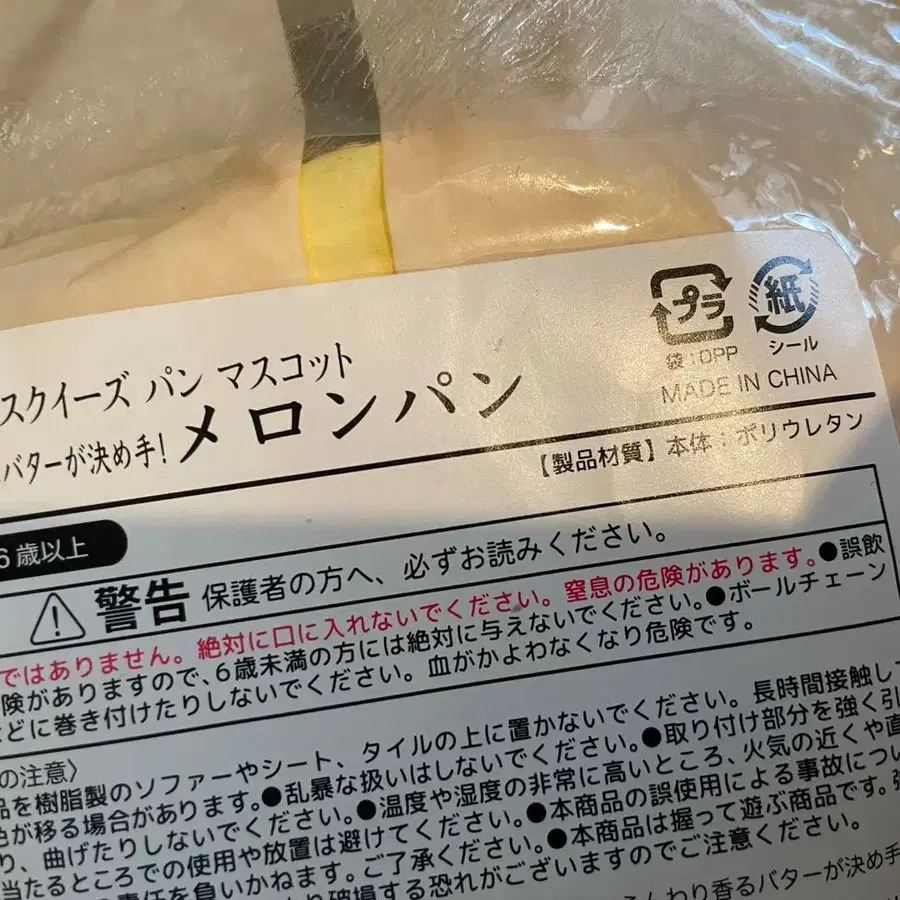 プラ
紙
袋：OPP
シール
MADE IN CHINA
スクイーズ パン マスコット
バターが決め手！メロンパン
【製品材質】本体：ポリウレタン
6歳以上
警告 保護者の方へ、必ずお読みください。
ではありません。絶対に口に入れないでください。窒息の危険があります。●誤飲
険がありますので、6歳未満の方には絶対に与えないでください。●ボールチェーン
どに巻き付けたりしないでください。血がかよわなくなり危険です。
の注意〉
品を樹脂製のソファーやシート、タイルの上に置かないでください。長時間接触し
色が移る場合があります。●乱暴な扱いはしないでください。●取り付け部分を強く引
り、曲げたりしないでください。●温度や湿度の非常に高いところ、火気の近くや直
当たるところでの使用や放置は避けてください。●本商品の誤使用による事故につい
責任を負いかねます。ご了承ください。●本商品は握って遊ぶ商品です。
破損する恐れがございますのでご注意ください。
ふんわり香るバターが決め手